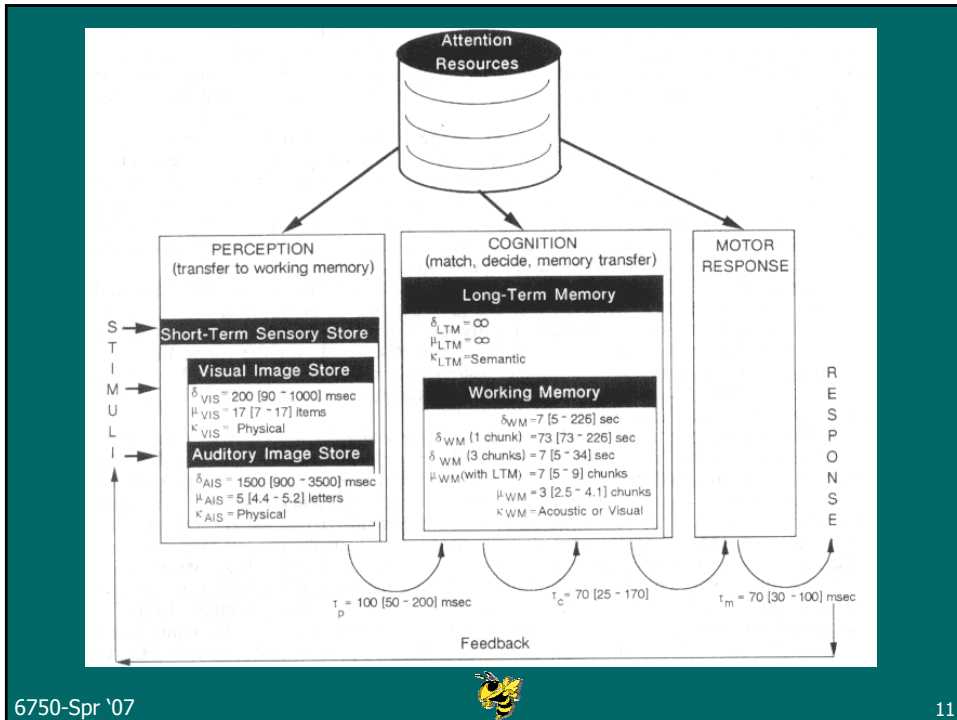 Attention
Resources
PERCEPTION
(transfer to working memory)
COGNITION
(match, decide, memory transfer)
MOTOR
RESPONSE
STIMULI
Short-Term Sensory Store
Visual Image Store
δVIS = 200 [90 ~ 1000] msec
μVIS = 17 [7 ~ 17] items
κVIS = Physical
Auditory Image Store
δAIS = 1500 [900 ~ 3500] msec
μAIS = 5 [4.4 ~ 5.2] letters
κAIS = Physical
Long-Term Memory
δLTM = ∞
μLTM = ∞
κLTM = Semantic
Working Memory
δWM = 7 [5 ~ 226] sec
δWM (1 chunk) = 73 [73 ~ 226] sec
δWM (3 chunks) = 7 [5 ~ 34] sec
μWM (with LTM) = 7 [5 ~ 9] chunks
μWM = 3 [2.5 ~ 4.1] chunks
κWM = Acoustic or Visual
RESPONSE
τp = 100 [50 ~ 200] msec
τc = 70 [25 ~ 170]
τm = 70 [30 ~ 100] msec
Feedback
6750-Spr ‘07
11